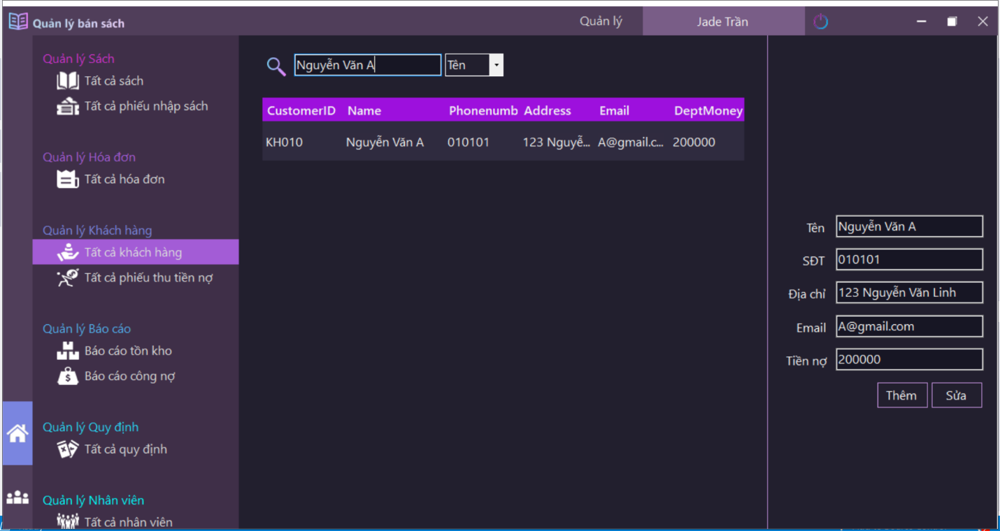 Quản lý bán sách
Quản lý
Jade Trần
Quản lý Sách
Tất cả sách
Tất cả phiếu nhập sách
Quản lý Hóa đơn
Tất cả hóa đơn
Quản lý Khách hàng
Tất cả khách hàng
Tất cả phiếu thu tiền nợ
Quản lý Báo cáo
Báo cáo tồn kho
Báo cáo công nợ
Quản lý Quy định
Tất cả quy định
Quản lý Nhân viên
Tất cả nhân viên
Nguyễn Văn A
Tên
CustomerID Name Phonenumb Address Email DeptMoney
KH010 Nguyễn Văn A 010101 123 Nguyễ... A@gmail.c... 200000
Tên Nguyễn Văn A
SĐT 010101
Địa chỉ 123 Nguyễn Văn Linh
Email A@gmail.com
Tiền nợ 200000
Thêm Sửa